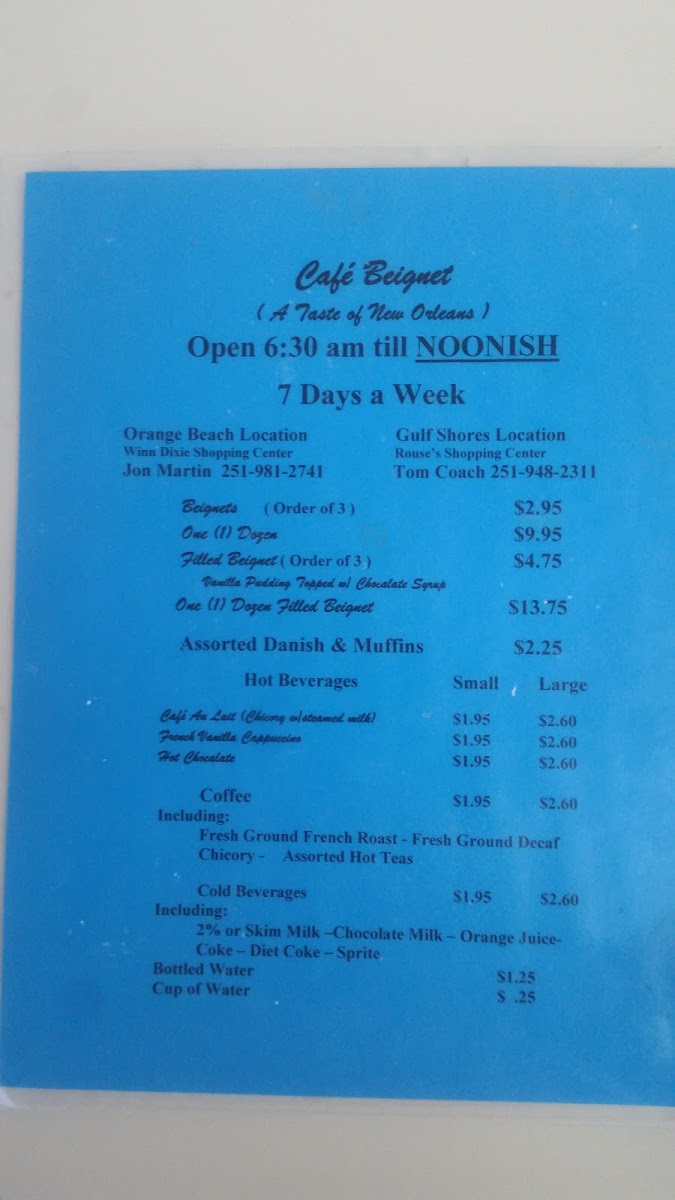 Café Beignet
( A Taste of New Orleans )
Open 6:30 am till NOONISH
7 Days a Week
Orange Beach Location Gulf Shores Location
Winn Dixie Shopping Center Rouse's Shopping Center
Jon Martin 251-981-2741 Tom Coach 251-948-2311
Beignets ( Order of 3 ) $2.95
One (1) Dozen $9.95
Filled Beignet ( Order of 3 ) $4.75
Vanilla Pudding Topped w/ Chocalate Syrup
One (1) Dozen Filled Beignet $13.75
Assorted Danish & Muffins $2.25
Hot Beverages Small Large
Café Au Lait (Chicory w/steamed milk) $1.95 $2.60
French Vanilla Cappuccino $1.95 $2.60
Hot Chocalate $1.95 $2.60
Coffee $1.95 $2.60
Including:
Fresh Ground French Roast - Fresh Ground Decaf
Chicory - Assorted Hot Teas
Cold Beverages $1.95 $2.60
Including:
2% or Skim Milk –Chocolate Milk – Orange Juice-
Coke – Diet Coke – Sprite
Bottled Water $1.25
Cup of Water $ .25